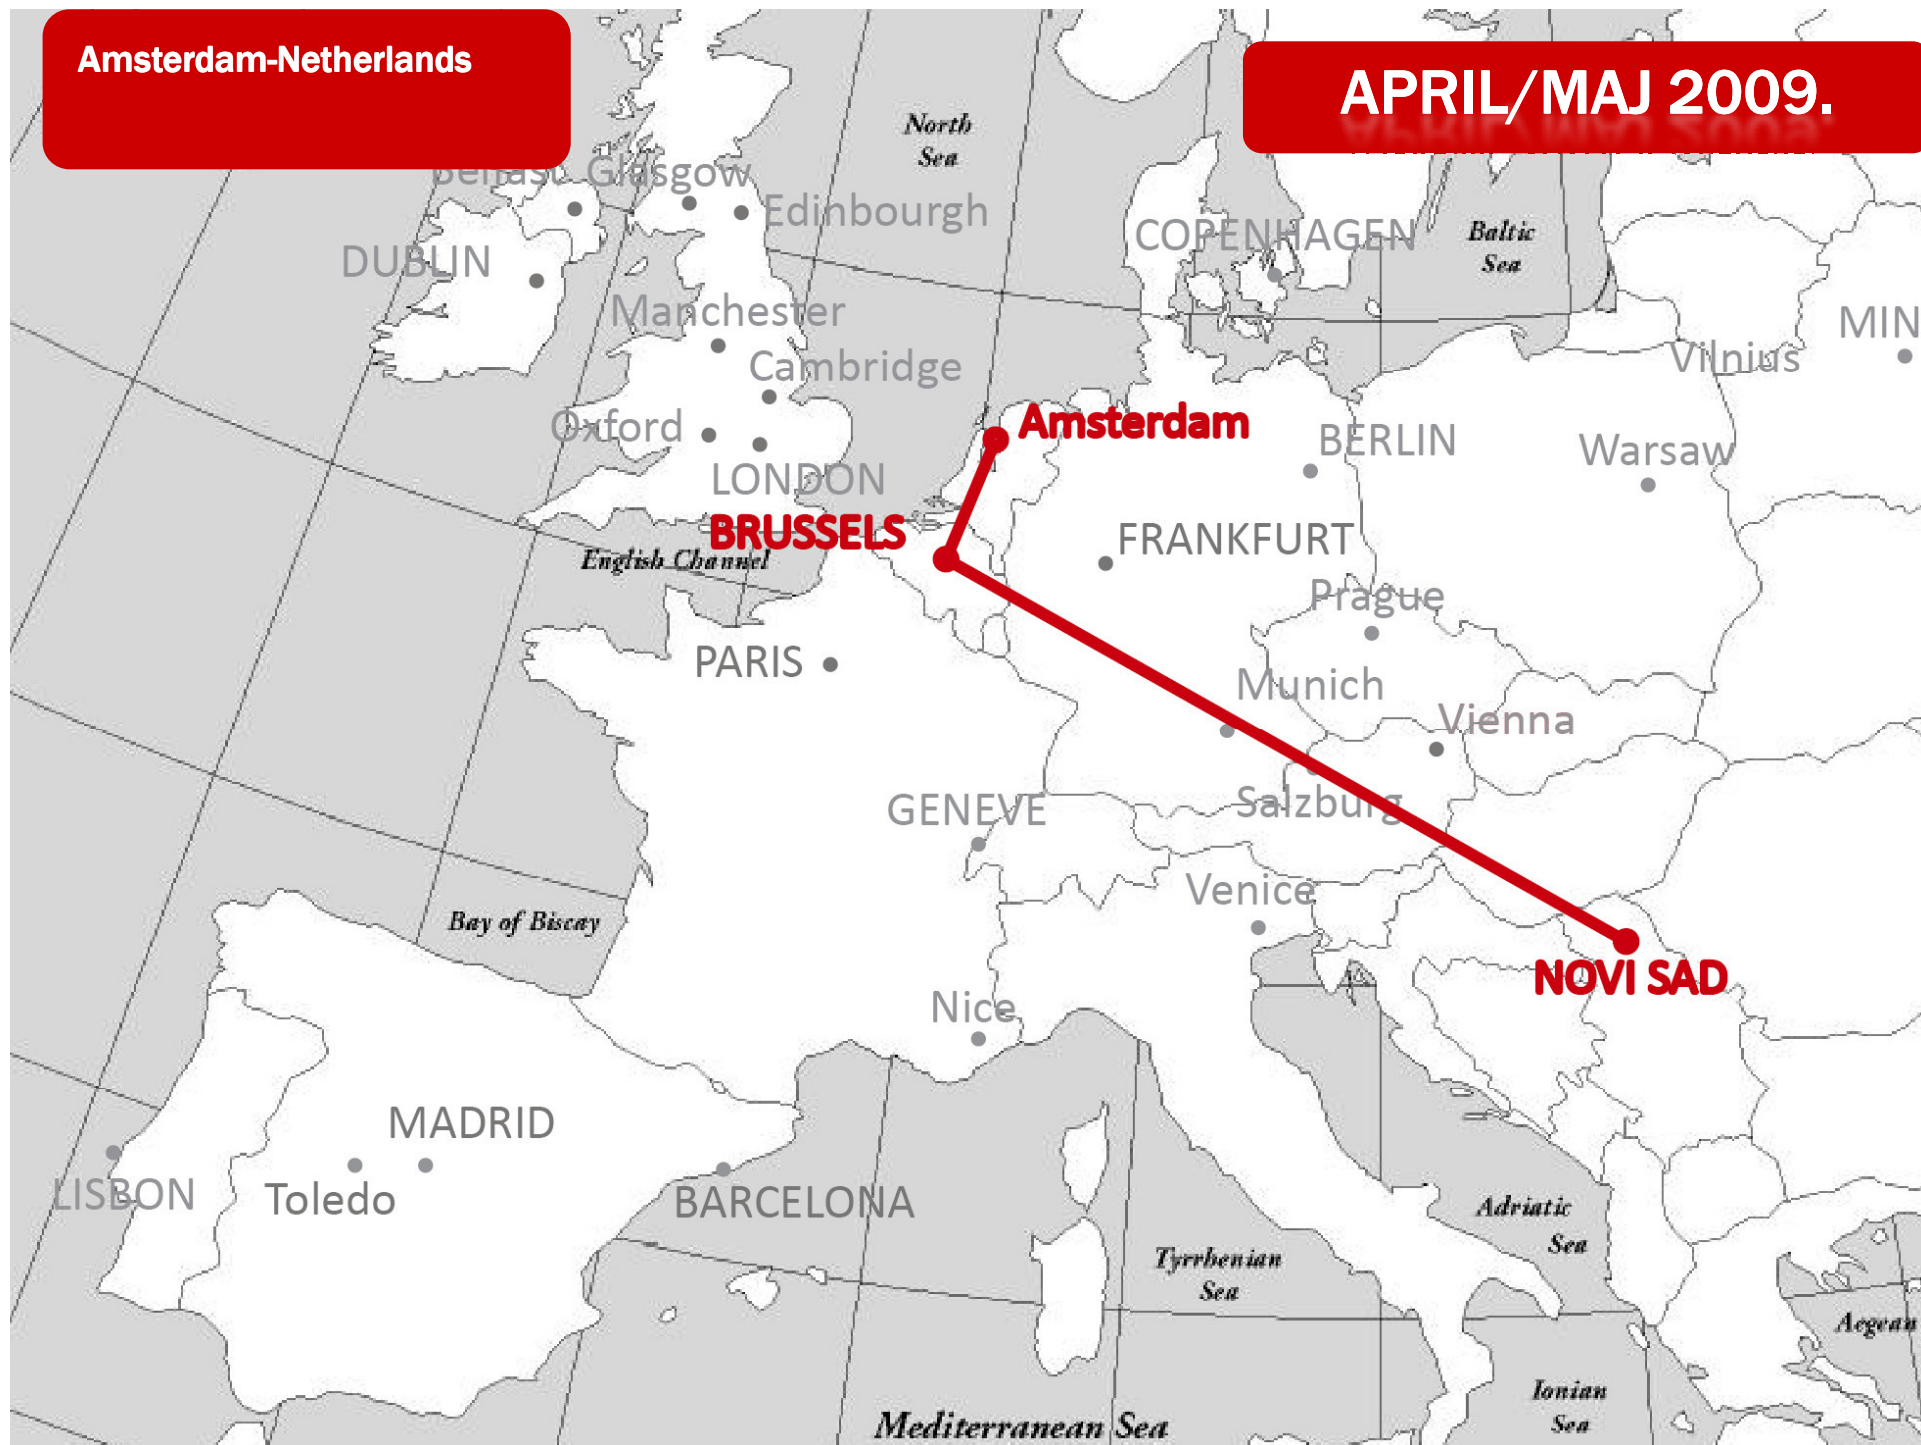 Amsterdam-Netherlands
APRIL/MAJ 2009.
North
Sea
Belfast
Glasgow
Edinbourgh
COPENHAGEN
Baltic
Sea
DUBLIN
Manchester
MIN
Vilnius
Cambridge
Amsterdam
Oxford
BERLIN
Warsaw
LONDON
BRUSSELS
FRANKFURT
English Channel
Prague
PARIS
Munich
Vienna
GENEVE
Salzburg
Venice
Bay of Biscay
NOVI SAD
Nice
MADRID
LISBON
Toledo
BARCELONA
Adriatic
Sea
Tyrrhenian
Sea
Aegean
Ionian
Sea
Mediterranean Sea